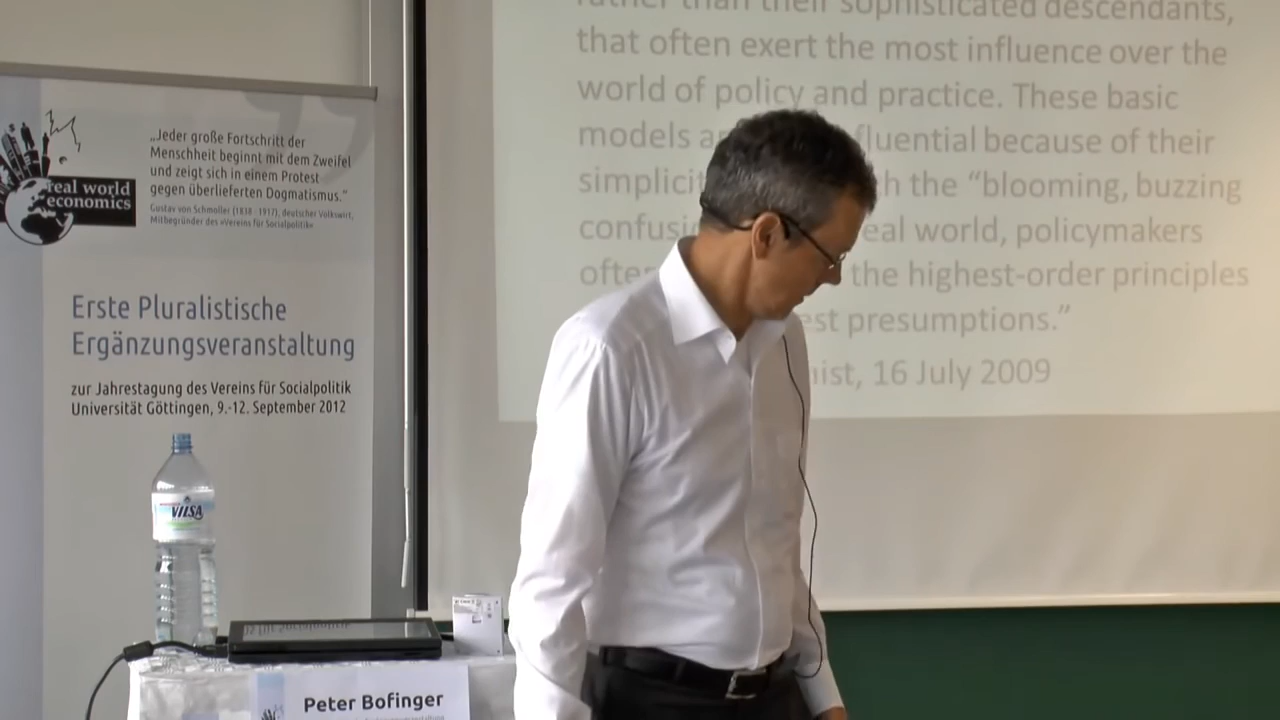 „Jeder große Fortschritt der
Menschheit beginnt mit dem Zweifel
und zeigt sich in einem Protest
gegen überlieferten Dogmatismus.“
Gustav von Schmoller (1838 - 1917), deutscher Volkswirt,
Mitbegründer des »Vereins für Socialpolitik«
real world
economics
Erste Pluralistische
Ergänzungsveranstaltung
zur Jahrestagung des Vereins für Socialpolitik
Universität Göttingen, 9.-12. September 2012
VILSA
Peter Bofinger
rather than their sophisticated descendants,
that often exert the most influence over the
world of policy and practice. These basic
models fluential because of their
simplicit the “blooming, buzzing
confusi eal world, policymakers
ofte the highest-order principles
est presumptions.”
ist, 16 July 2009